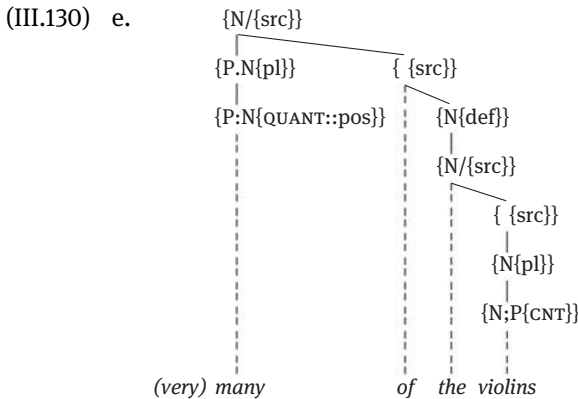 (III.130) e. {N/{src}}
{P.N{pl}} { {src}}
{P:N{QUANT::pos}} {N{def}}
{N/{src}}
{ {src}}
{N{pl}}
{N;P{CNT}}
(very) many of the violins